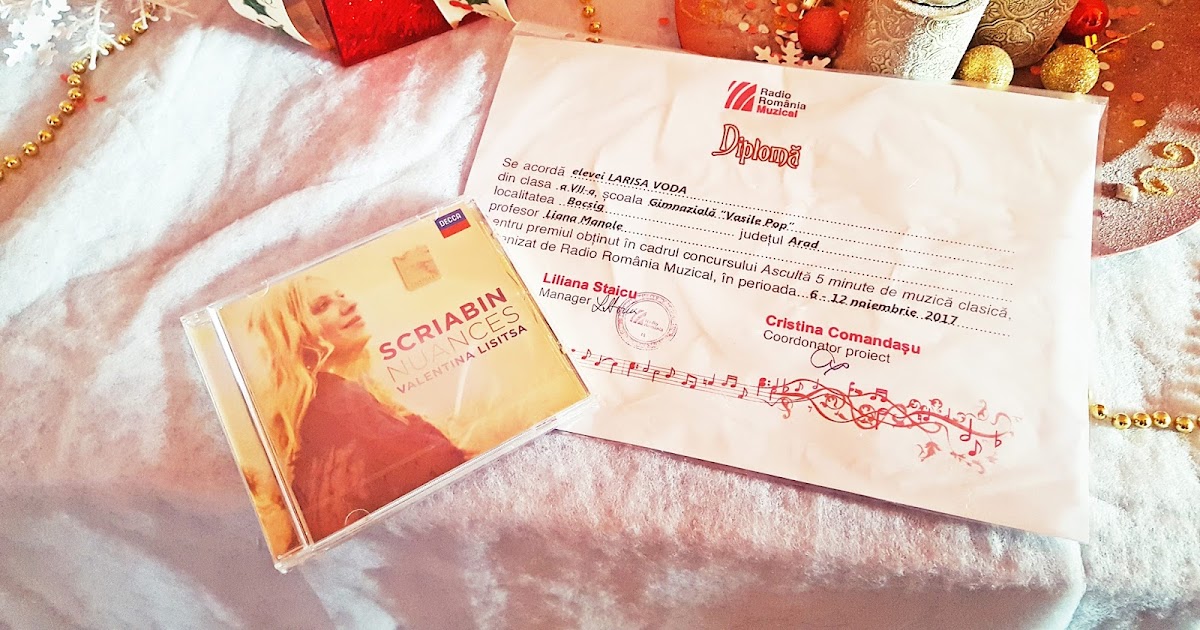 Radio
România
Muzical
Diplomă
Se acordă elevei LARISA VODA
din clasa a VII-a, școala Gimnazială "Vasile Pop"
localitatea Bocsig județul Arad
profesor Liana Manole
entru premiul obținut în cadrul concursului Ascultă 5 minute de muzică clasică,
anizat de Radio România Muzical, în perioada 6 - 12 noiembrie 2017
Liliana Staicu
Manager
Cristina Comandașu
Coordonator proiect
DECCA
SCRIABIN
NUANCES
VALENTINA LISITSA